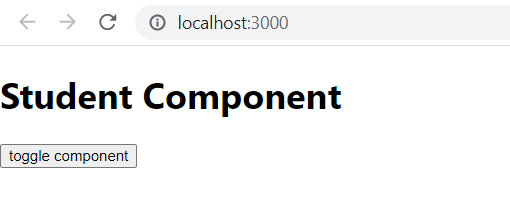 localhost:3000
Student Component
toggle component